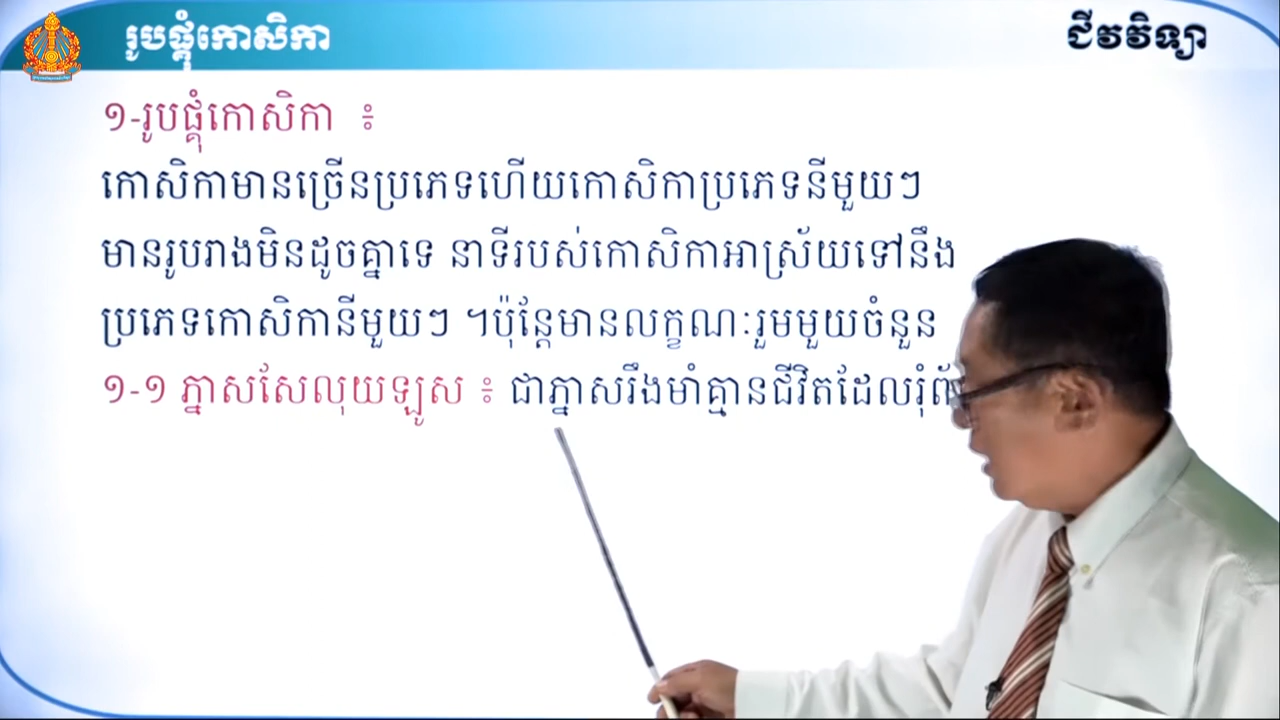 រូបផ្គុំកោសិកា
ជីវវិទ្យា
១-រូបផ្គុំកោសិកា ៖
កោសិកាមានច្រើនប្រភេទហើយកោសិកាប្រភេទនីមួយៗ
មានរូបរាងមិនដូចគ្នាទេ នាទីរបស់កោសិកាអាស្រ័យទៅនឹង
ប្រភេទកោសិកានីមួយៗ ។ប៉ុន្តែមានលក្ខណៈរួមមួយចំនួន
១-១ ភ្នាសសែលុយឡូស ៖ ជាភ្នាសរឹងមាំគ្មានជីវិតដែលរុំព័